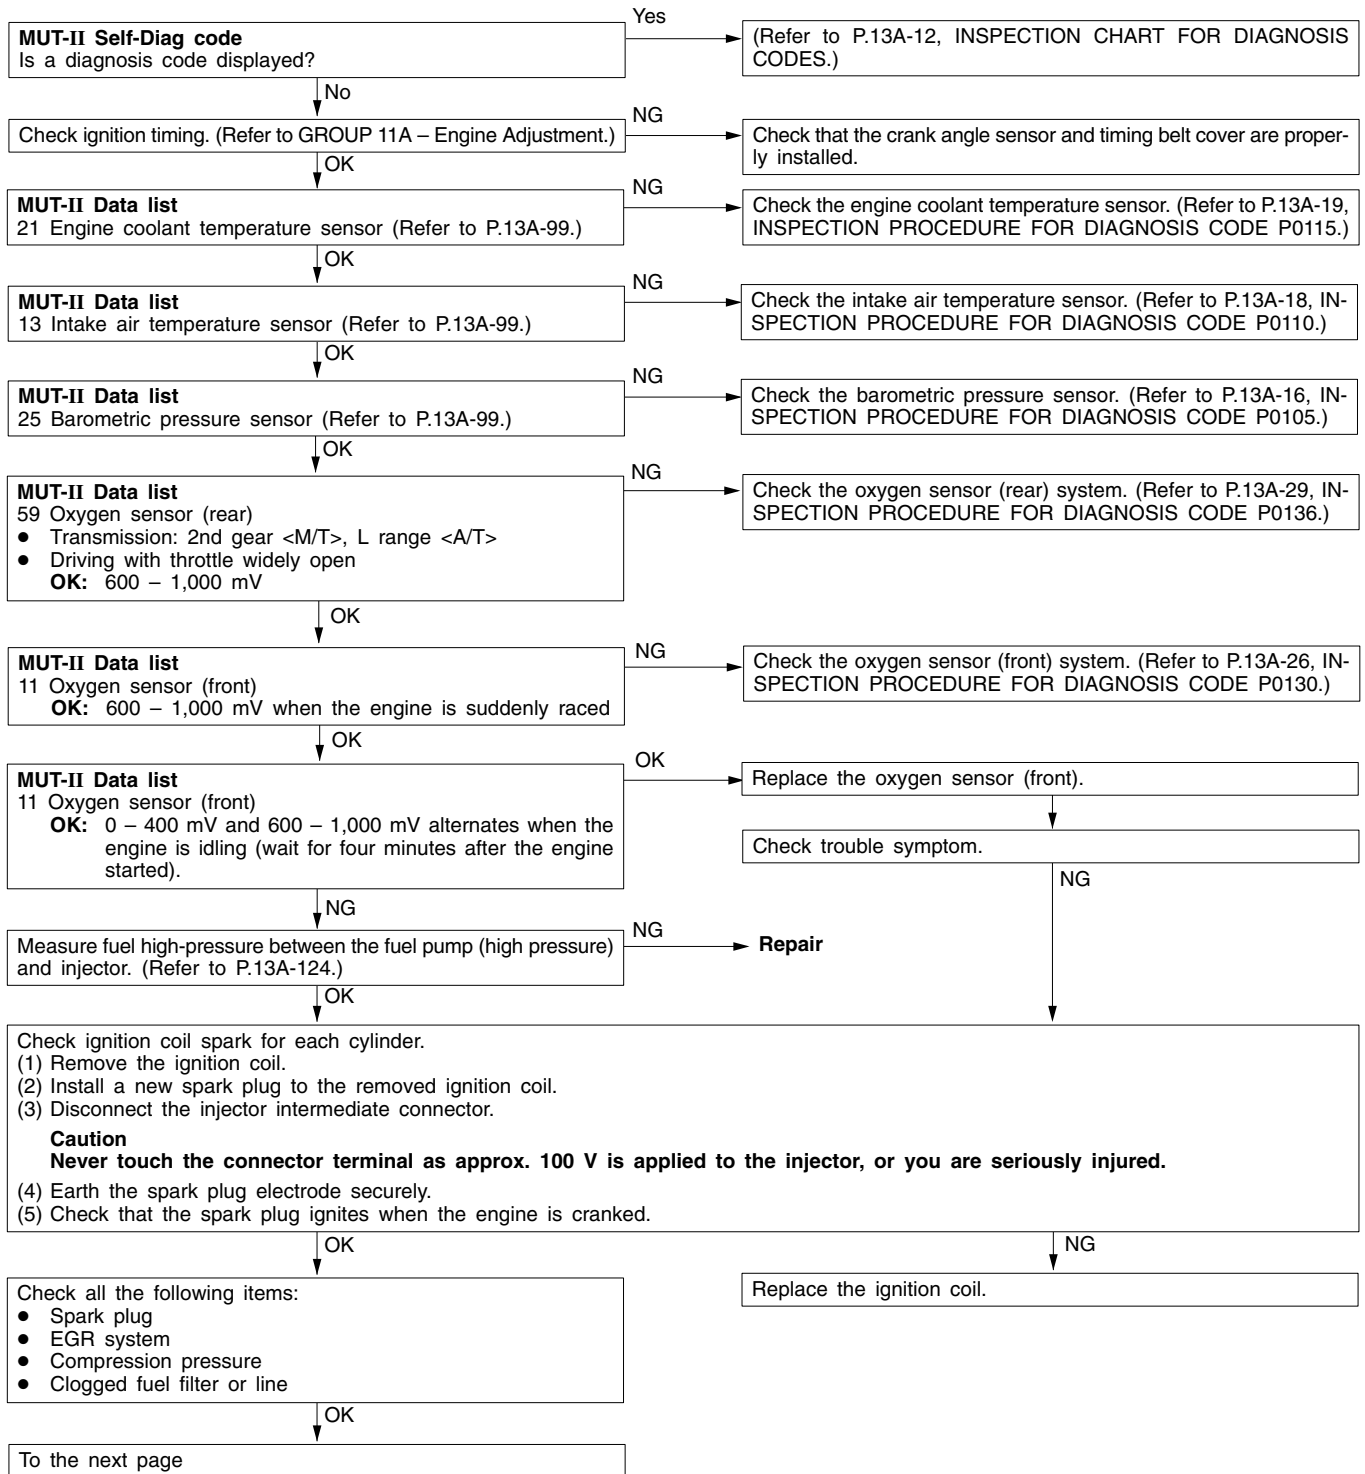 MUT-II Self-Diag code
Is a diagnosis code displayed?
Yes
(Refer to P.13A-12, INSPECTION CHART FOR DIAGNOSIS
CODES.)
No
Check ignition timing. (Refer to GROUP 11A – Engine Adjustment.)
NG
Check that the crank angle sensor and timing belt cover are proper-
ly installed.
OK
MUT-II Data list
21 Engine coolant temperature sensor (Refer to P.13A-99.)
NG
Check the engine coolant temperature sensor. (Refer to P.13A-19,
INSPECTION PROCEDURE FOR DIAGNOSIS CODE P0115.)
OK
MUT-II Data list
13 Intake air temperature sensor (Refer to P.13A-99.)
NG
Check the intake air temperature sensor. (Refer to P.13A-18, IN-
SPECTION PROCEDURE FOR DIAGNOSIS CODE P0110.)
OK
MUT-II Data list
25 Barometric pressure sensor (Refer to P.13A-99.)
NG
Check the barometric pressure sensor. (Refer to P.13A-16, IN-
SPECTION PROCEDURE FOR DIAGNOSIS CODE P0105.)
OK
MUT-II Data list
59 Oxygen sensor (rear)
● Transmission: 2nd gear <M/T>, L range <A/T>
● Driving with throttle widely open
OK: 600 – 1,000 mV
NG
Check the oxygen sensor (rear) system. (Refer to P.13A-29, IN-
SPECTION PROCEDURE FOR DIAGNOSIS CODE P0136.)
OK
MUT-II Data list
11 Oxygen sensor (front)
OK: 600 – 1,000 mV when the engine is suddenly raced
NG
Check the oxygen sensor (front) system. (Refer to P.13A-26, IN-
SPECTION PROCEDURE FOR DIAGNOSIS CODE P0130.)
OK
MUT-II Data list
11 Oxygen sensor (front)
OK: 0 – 400 mV and 600 – 1,000 mV alternates when the
engine is idling (wait for four minutes after the engine
started).
OK
Replace the oxygen sensor (front).
Check trouble symptom.
NG
NG
Measure fuel high-pressure between the fuel pump (high pressure)
and injector. (Refer to P.13A-124.)
NG
Repair
OK
Check ignition coil spark for each cylinder.
(1) Remove the ignition coil.
(2) Install a new spark plug to the removed ignition coil.
(3) Disconnect the injector intermediate connector.
Caution
Never touch the connector terminal as approx. 100 V is applied to the injector, or you are seriously injured.
(4) Earth the spark plug electrode securely.
(5) Check that the spark plug ignites when the engine is cranked.
OK
NG
Replace the ignition coil.
Check all the following items:
● Spark plug
● EGR system
● Compression pressure
● Clogged fuel filter or line
OK
To the next page